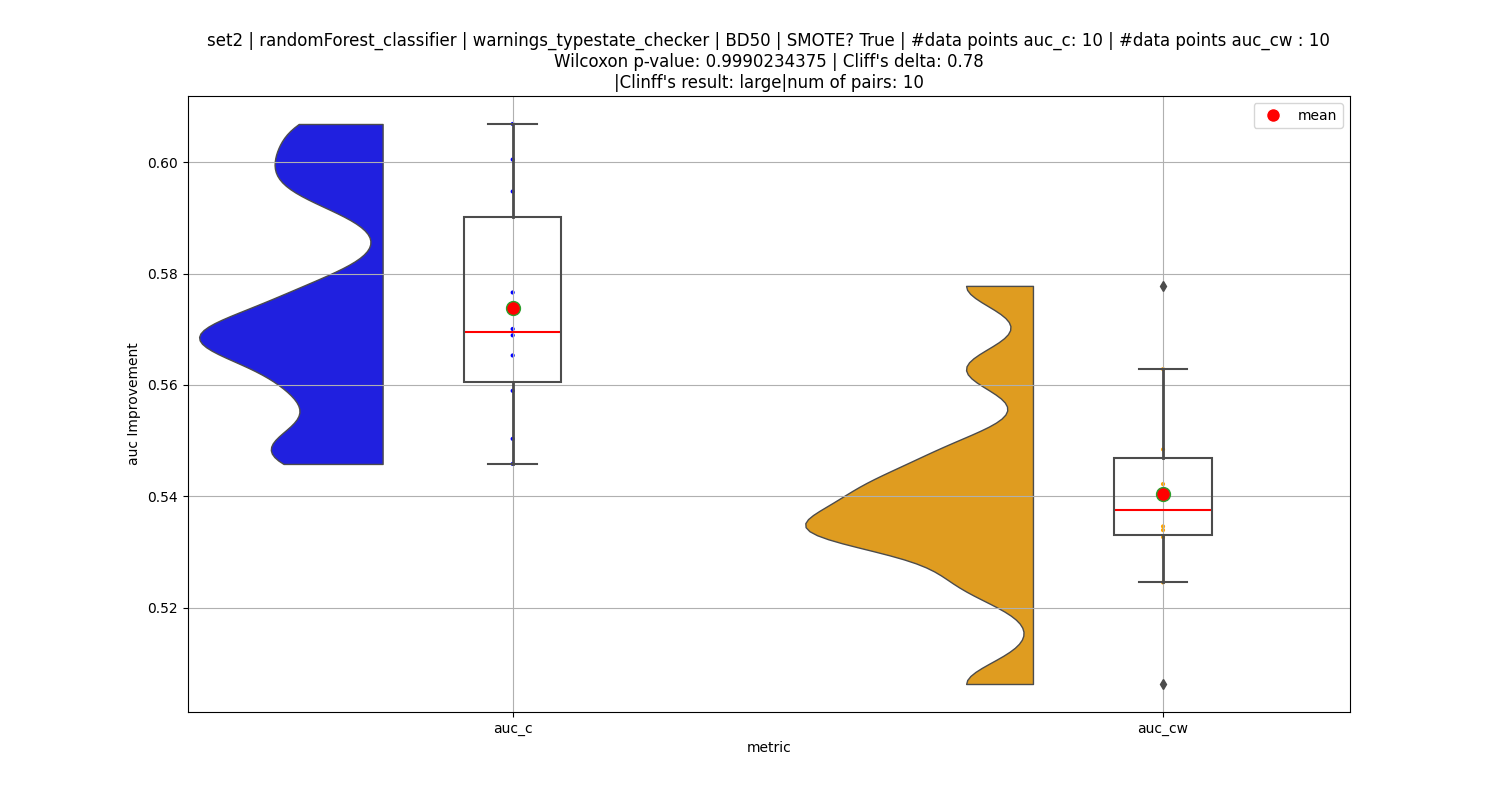 set2 | randomForest_classifier | warnings_typestate_checker | BD50 | SMOTE? True | #data points auc_c: 10 | #data points auc_cw : 10
Wilcoxon p-value: 0.9990234375 | Cliff's delta: 0.78
|Clinff's result: large|num of pairs: 10
mean
0.60
0.58
0.56
0.54
0.52
auc Improvement
auc_c
auc_cw
metric